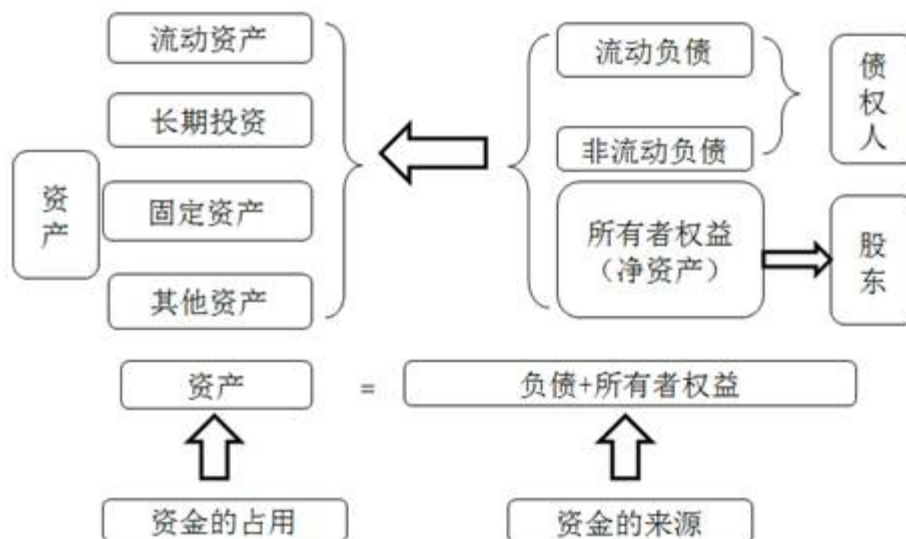 流动资产
长期投资
资产
固定资产
其他资产
流动负债
非流动负债
债权人
所有者权益
（净资产）
股东
资产
=
负债+所有者权益
资金的占用
资金的来源